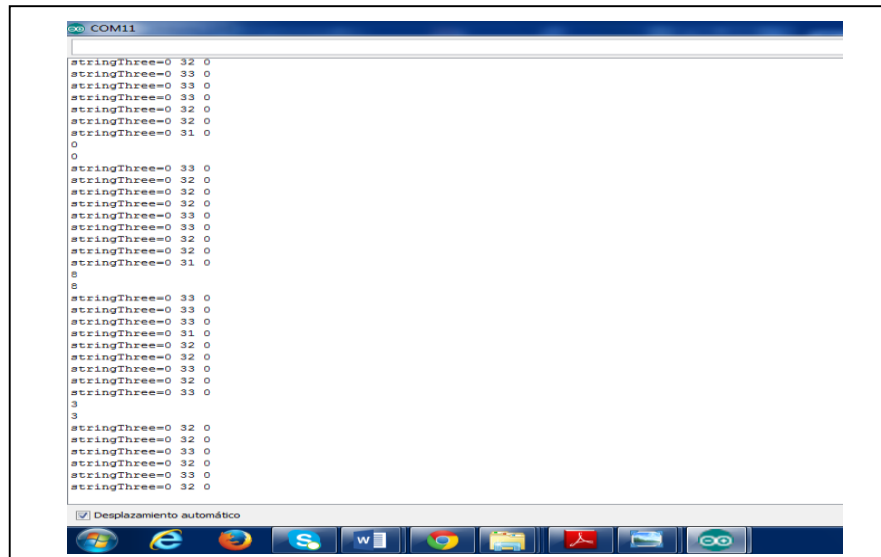 COM11
stringThree=0 32 0
stringThree=0 33 0
stringThree=0 33 0
stringThree=0 33 0
stringThree=0 32 0
stringThree=0 32 0
stringThree=0 31 0
0
0
stringThree=0 33 0
stringThree=0 32 0
stringThree=0 32 0
stringThree=0 32 0
stringThree=0 33 0
stringThree=0 33 0
stringThree=0 32 0
stringThree=0 32 0
stringThree=0 31 0
8
8
stringThree=0 33 0
stringThree=0 33 0
stringThree=0 33 0
stringThree=0 31 0
stringThree=0 32 0
stringThree=0 32 0
stringThree=0 33 0
stringThree=0 32 0
stringThree=0 33 0
3
3
stringThree=0 32 0
stringThree=0 32 0
stringThree=0 33 0
stringThree=0 32 0
stringThree=0 33 0
stringThree=0 32 0
Desplazamiento automático